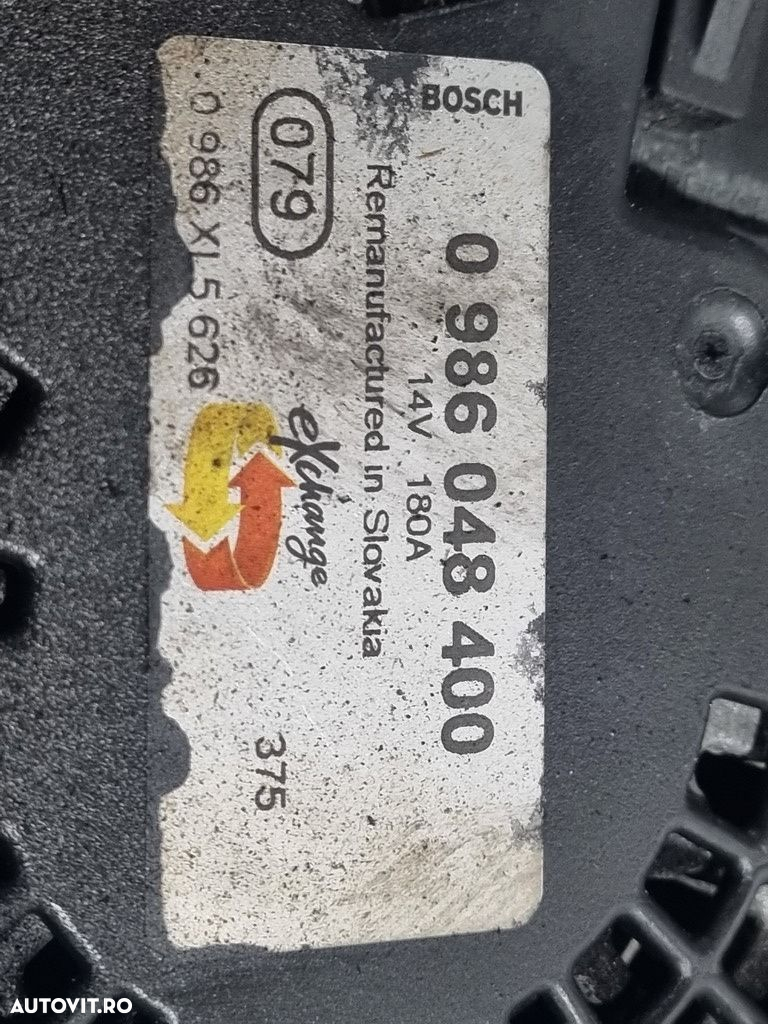 BOSCH
0 986 048 400
14V 180A
Remanufactured in Slovakia
079
eXchange
375
0 986 XL5 626
AUTOVIT.RO